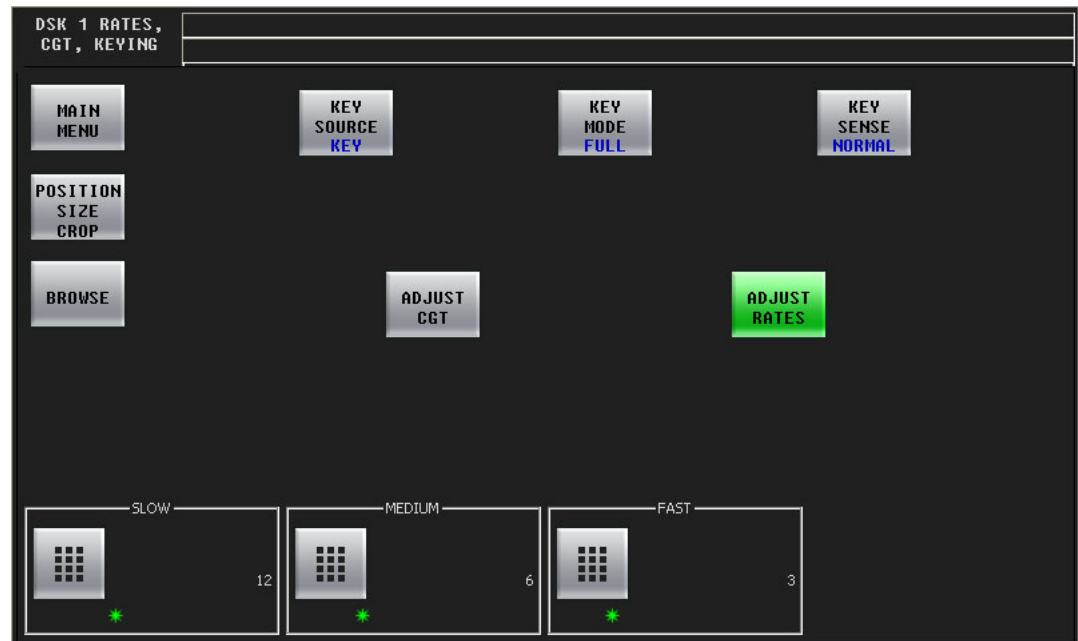 DSK 1 RATES,
CGT, KEYING
MAIN
MENU
KEY
SOURCE
KEY
KEY
MODE
FULL
KEY
SENSE
NORMAL
POSITION
SIZE
CROP
BROWSE
ADJUST
CGT
ADJUST
RATES
SLOW
12
MEDIUM
6
FAST
3